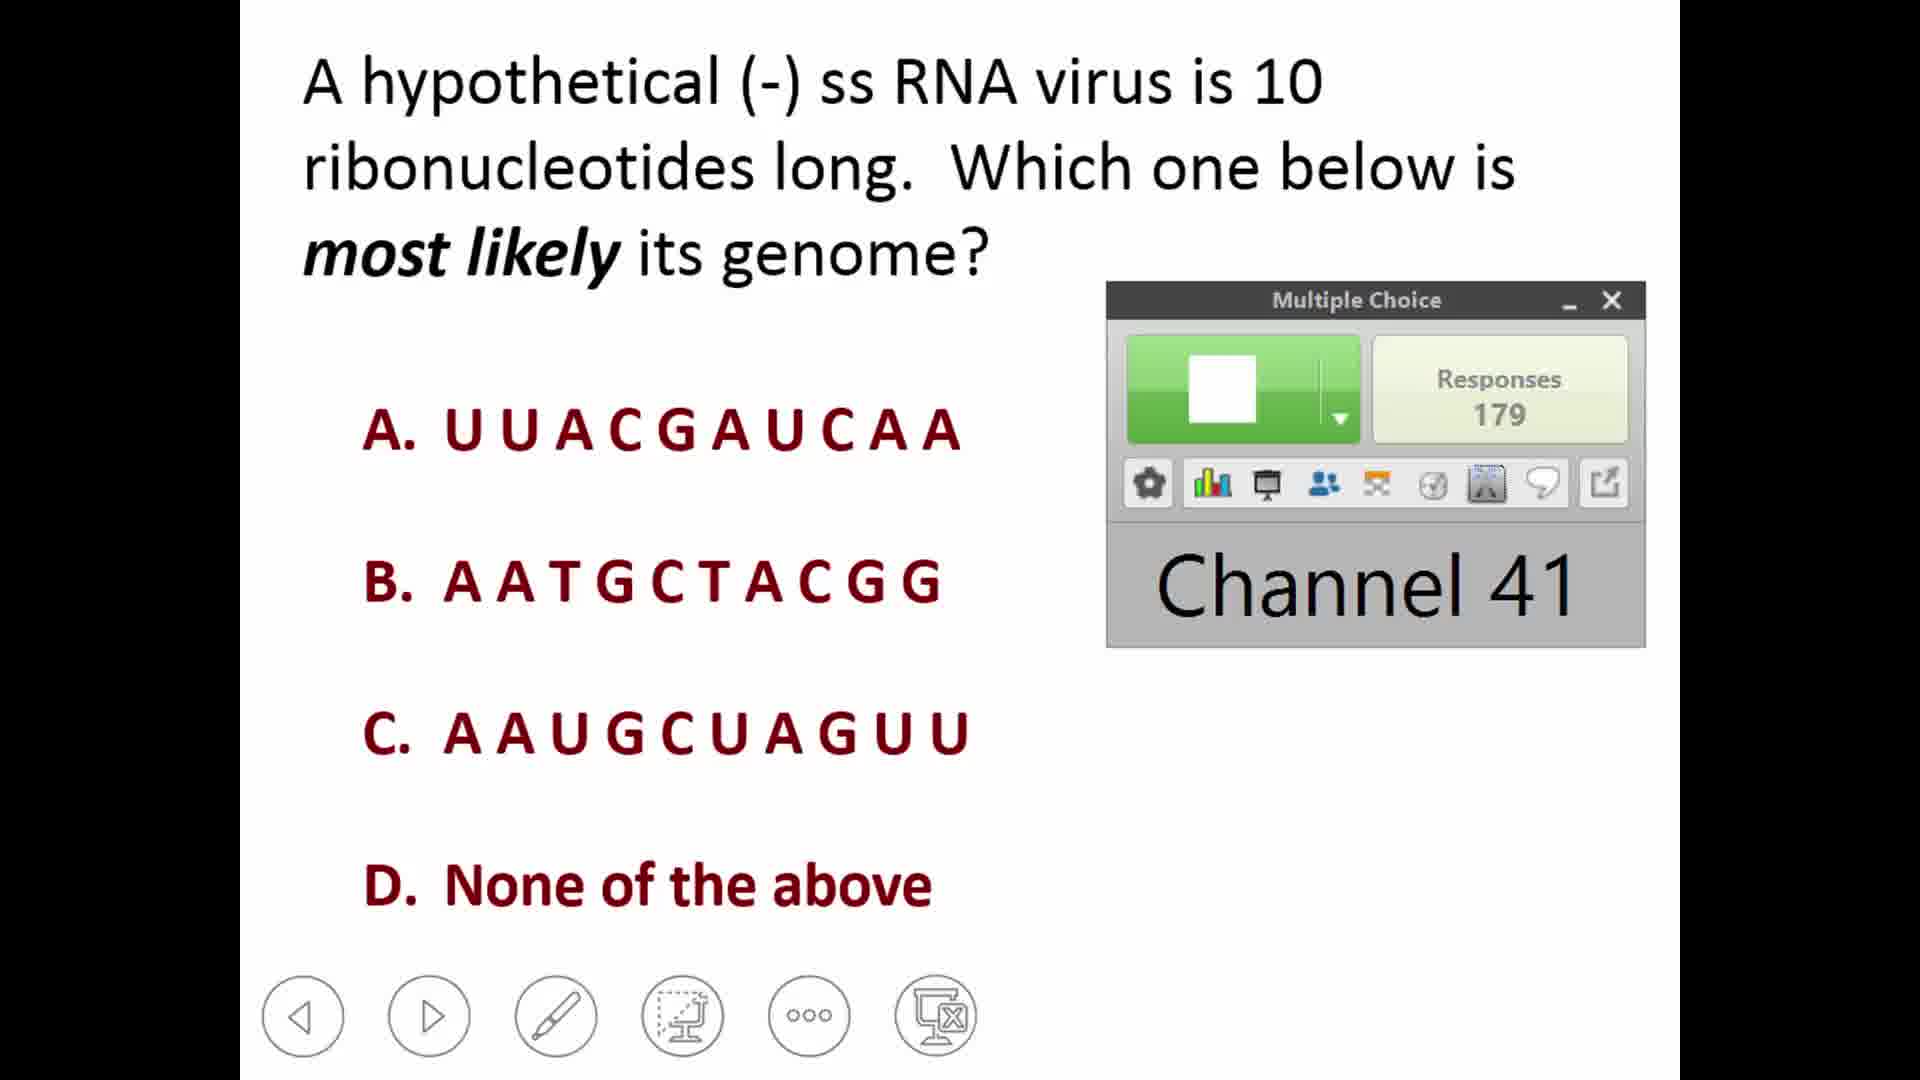 A hypothetical (-) ss RNA virus is 10
ribonucleotides long. Which one below is
most likely its genome?
Multiple Choice
Responses
179
Channel 41
A. U U A C G A U C A A
B. A A T G C T A C G G
C. A A U G C U A G U U
D. None of the above